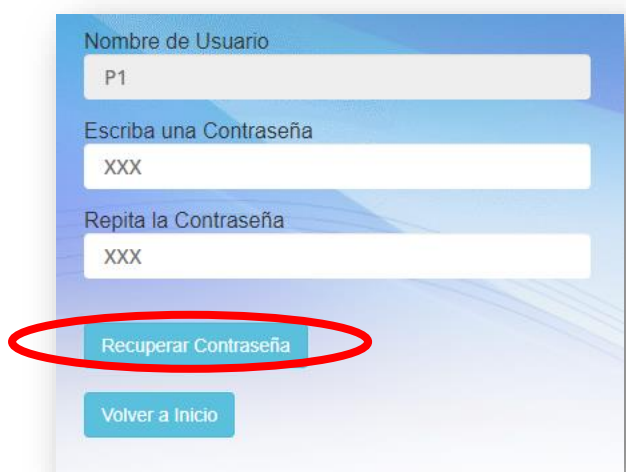 Nombre de Usuario
P1
Escriba una Contraseña
XXX
Repita la Contraseña
XXX
Recuperar Contraseña
Volver a Inicio